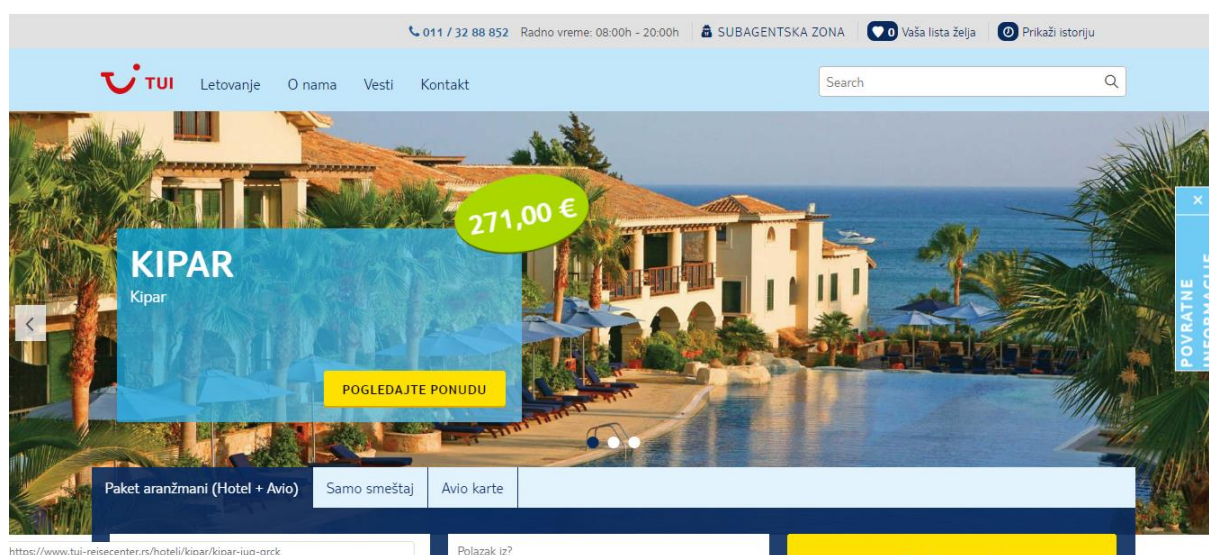 011 / 32 88 852 Radno vreme: 08:00h - 20:00h SUBAGENTSKA ZONA 0 Vaša lista želja Prikaži istoriju
TUI Letovanje O nama Vesti Kontakt Search
271,00 €
KIPAR
Kipar
POGLEDAJTE PONUDU
POVRATNE
INFORMACIJE
Paket aranžmani (Hotel + Avio) Samo smeštaj Avio karte
https://www.tui-reisecenter.rs/hoteli/kipar/kipar-jug-grck Polazak iz?